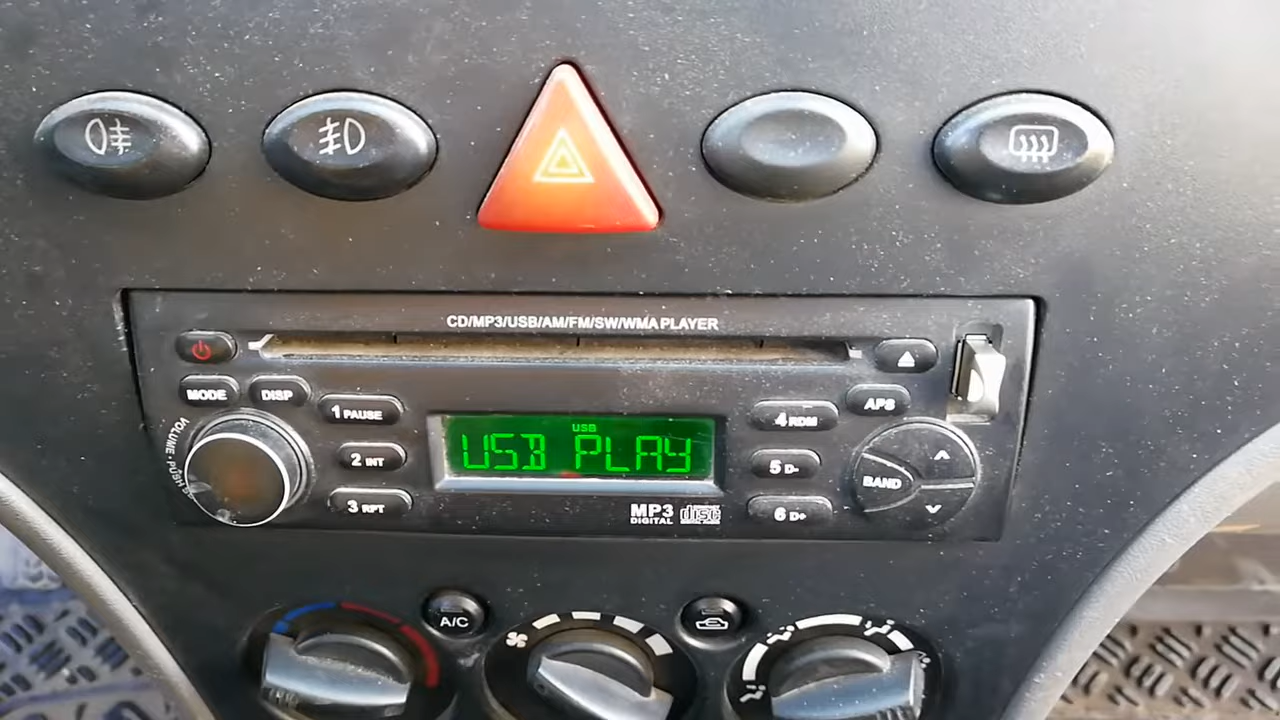 CD/MP3/USB/AM/FM/SW/WMA PLAYER
MODE
DISP
APS
1 PAUSE
4 RDM
VOLUME • PUSH
USB
USB PLAY
2 INT
5 D-
BAND
3 RPT
6 D+
MP3
DIGITAL
disc
A/C